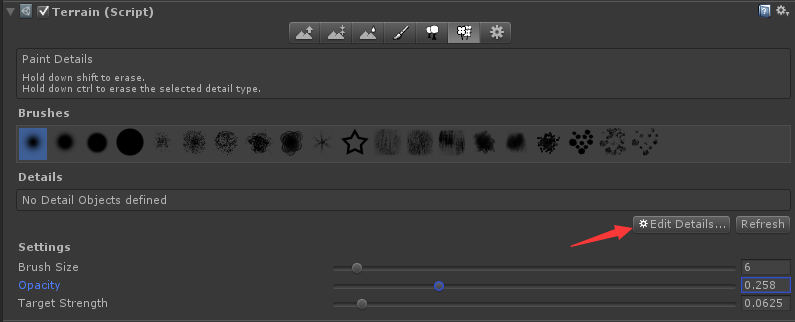 Terrain (Script)
Paint Details
Hold down shift to erase.
Hold down ctrl to erase the selected detail type.
Brushes
Details
No Detail Objects defined
Edit Details... Refresh
Settings
Brush Size 6
Opacity 0.258
Target Strength 0.0625